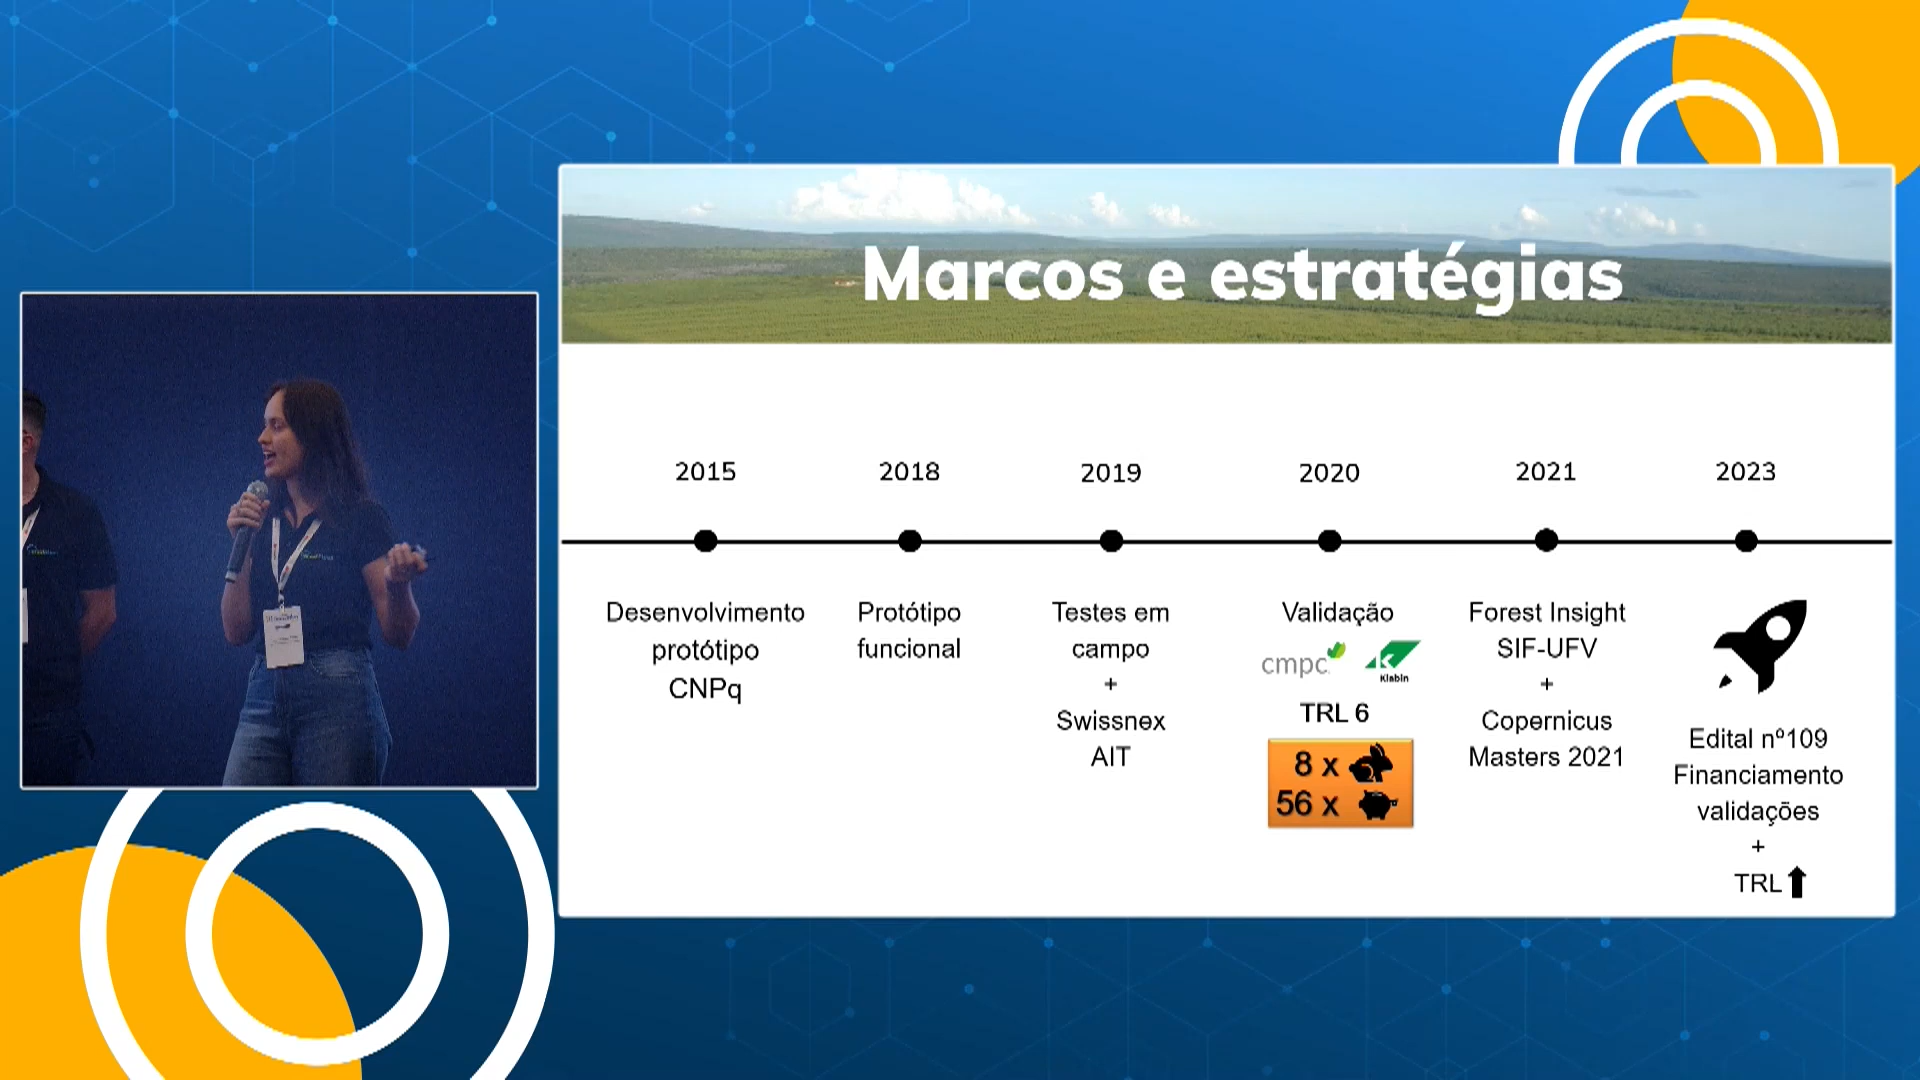 Marcos e estratégias
2015
2018
2019
2020
2021
2023
Desenvolvimento
protótipo
CNPq
Protótipo
funcional
Testes em
campo
+
Swissnex
AIT
Validação
cmpc
Klabin
TRL 6
8 x
56 x
Forest Insight
SIF-UFV
+
Copernicus
Masters 2021
Edital nº109
Financiamento
validações
+
TRL